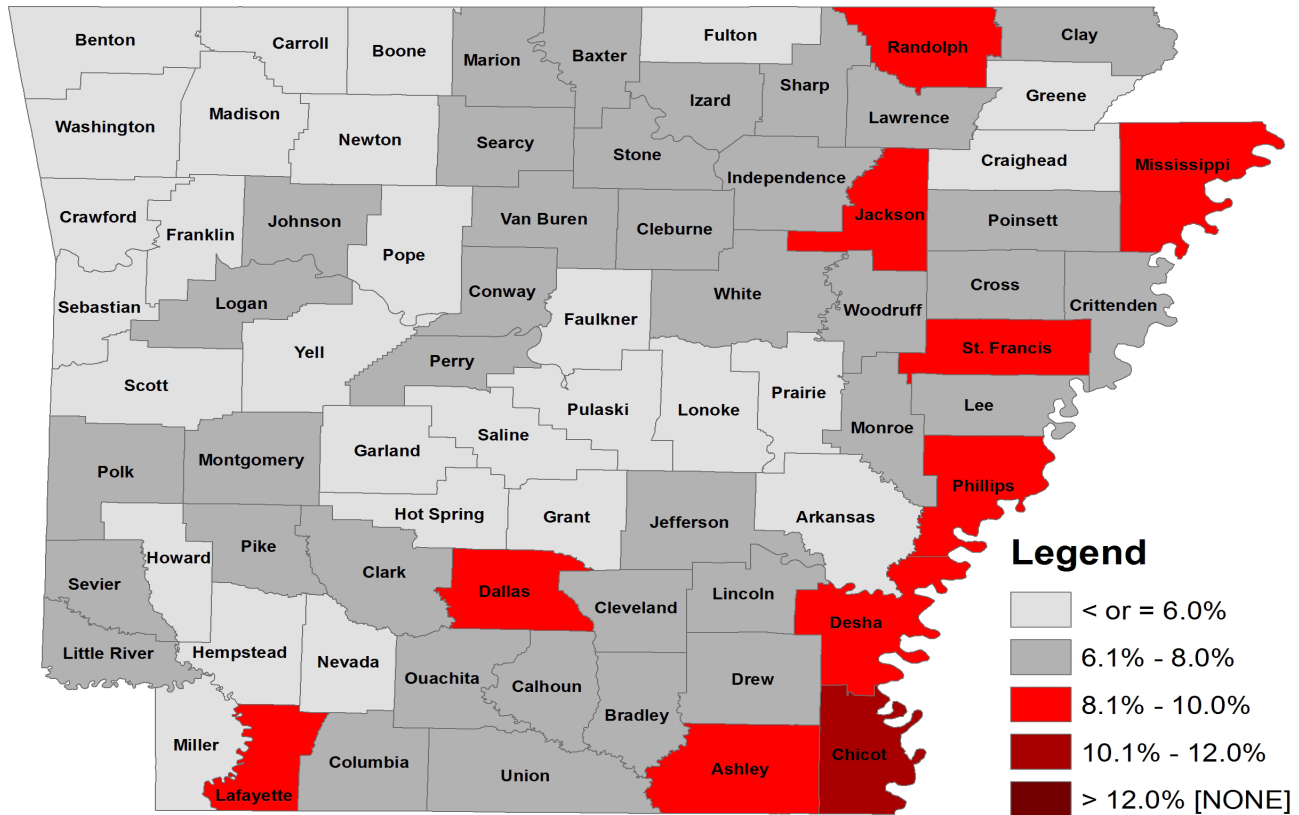 Benton
Carroll
Boone
Marion
Baxter
Fulton
Randolph
Clay
Sharp
Izard
Greene
Washington
Madison
Newton
Searcy
Stone
Lawrence
Independence
Craighead
Mississippi
Crawford
Franklin
Johnson
Pope
Van Buren
Cleburne
Jackson
Poinsett
Sebastian
Logan
Conway
Faulkner
White
Woodruff
Cross
Crittenden
Scott
Yell
Perry
Pulaski
Lonoke
Prairie
St. Francis
Lee
Monroe
Polk
Montgomery
Garland
Saline
Hot Spring
Grant
Jefferson
Arkansas
Phillips
Howard
Pike
Clark
Dallas
Cleveland
Lincoln
Desha
Sevier
Little River
Hempstead
Nevada
Ouachita
Calhoun
Bradley
Drew
Miller
Lafayette
Columbia
Union
Ashley
Chicot
Legend
< or = 6.0%
6.1% - 8.0%
8.1% - 10.0%
10.1% - 12.0%
> 12.0% [NONE]